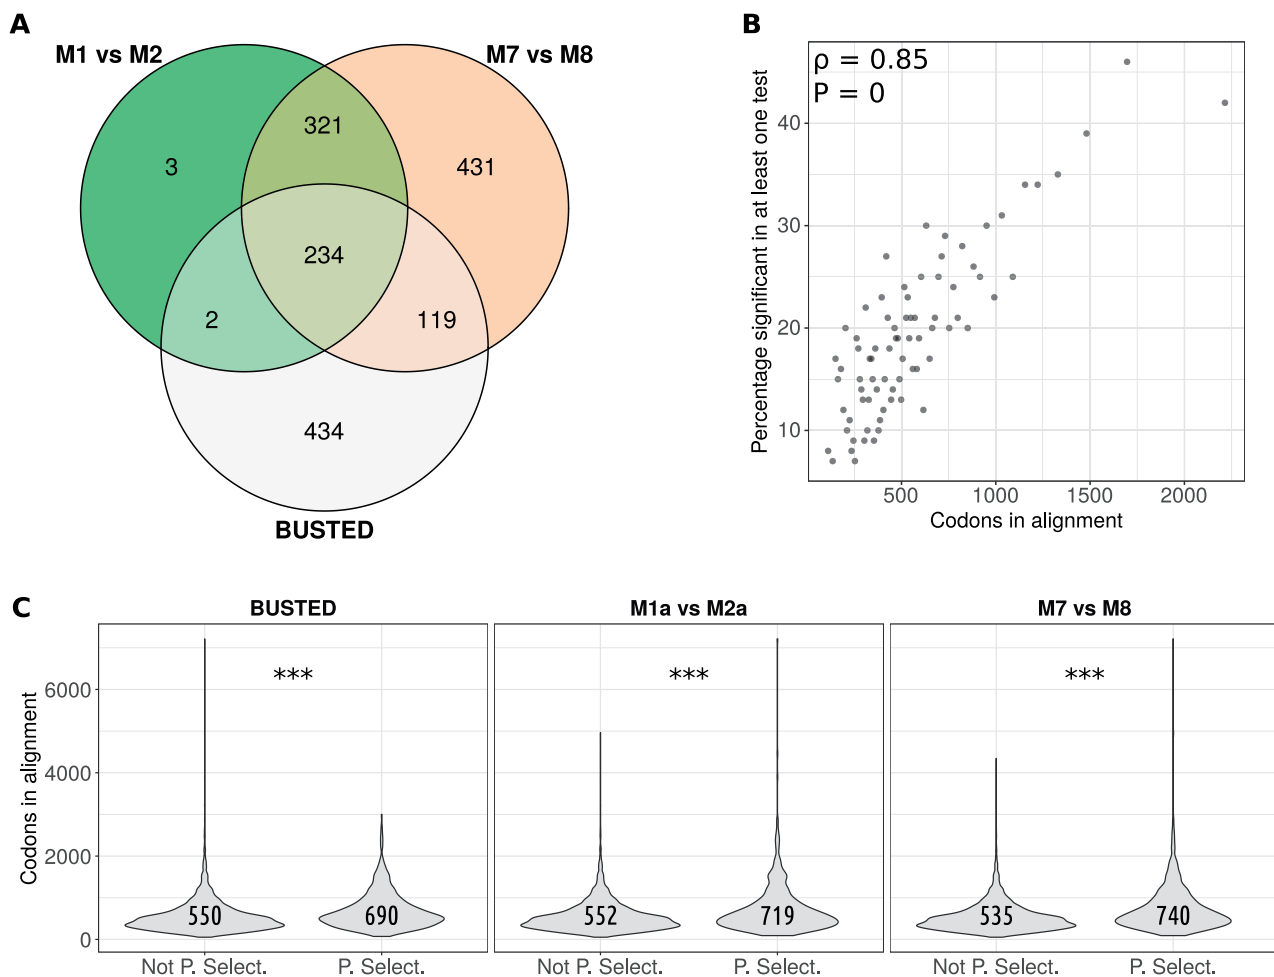 A
M1 vs M2
M7 vs M8
321
3
431
234
2
119
434
BUSTED
B
ρ = 0.85
P = 0
Percentage significant in at least one test
40
30
20
10
500 1000 1500 2000
Codons in alignment
C
BUSTED
M1a vs M2a
M7 vs M8
Codons in alignment
6000
4000
2000
0
***
***
***
550
690
552
719
535
740
Not P. Select.
P. Select.
Not P. Select.
P. Select.
Not P. Select.
P. Select.